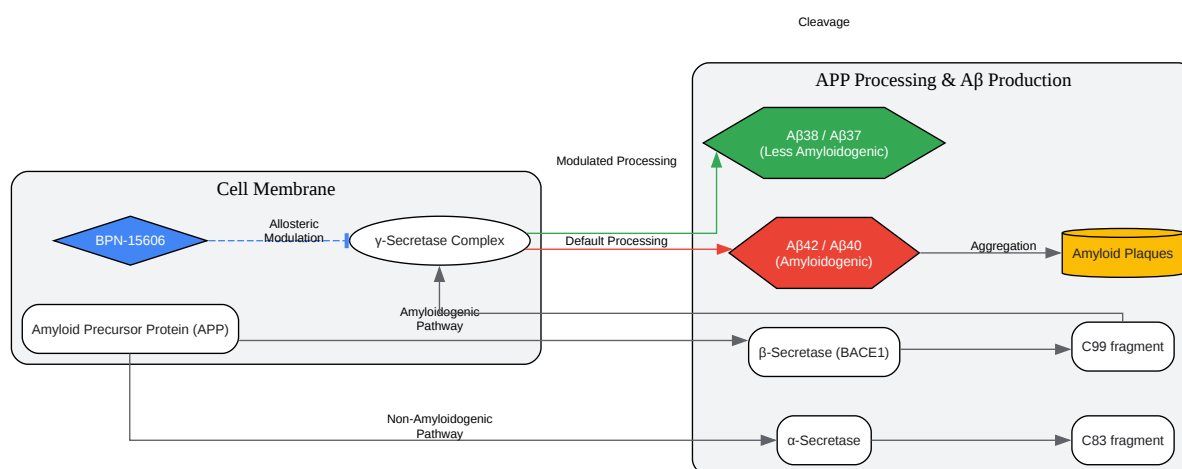 Cleavage
APP Processing & Aβ Production
Aβ38 / Aβ37
(Less Amyloidogenic)
Modulated Processing
Cell Membrane
BPN-15606
Allosteric
Modulation
γ-Secretase Complex
Default Processing
Aβ42 / Aβ40
(Amyloidogenic)
Aggregation
Amyloid Plaques
Amyloid Precursor Protein (APP)
Amyloidogenic
Pathway
β-Secretase (BACE1)
C99 fragment
Non-Amyloidogenic
Pathway
α-Secretase
C83 fragment